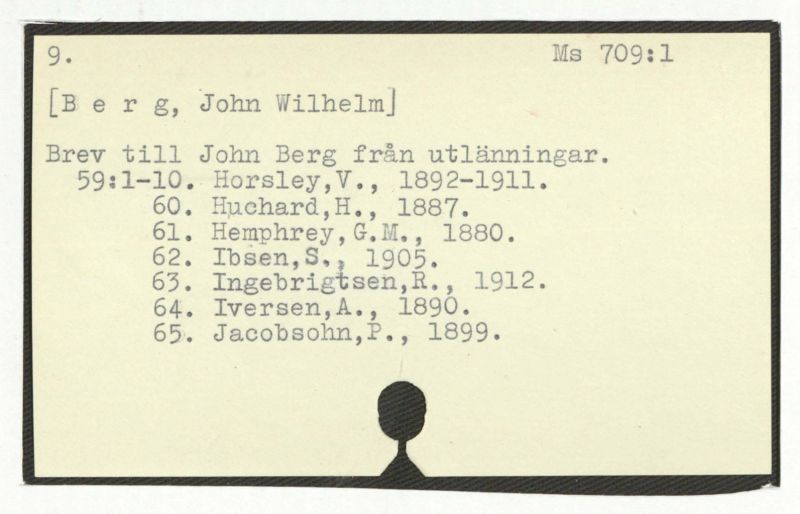 9. Ms 709:1
[B e r g, John Wilhelm]
Brev till John Berg från utlänningar.
59:1-10. Horsley,V., 1892-1911.
60. Huchard,H., 1887.
61. Hemphrey,G.M., 1880.
62. Ibsen,S., 1905.
63. Ingebrigtsen,R., 1912.
64. Iversen,A., 1890.
65. Jacobsohn,P., 1899.